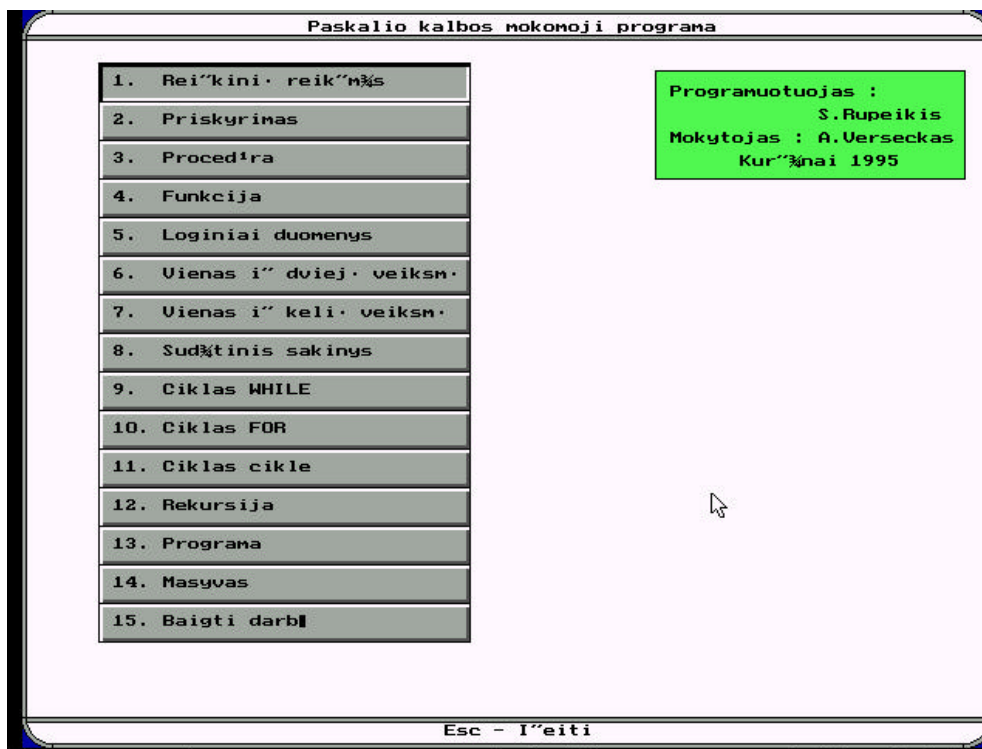 Paskalio kalbos mokomoji programa
1. Rei˝kini· reik˝m¾s
2. Priskyrimas
3. Proced¹ra
4. Funkcija
5. Loginiai duomenys
6. Vienas i˝ dviej· veiksm·
7. Vienas i˝ keli· veiksm·
8. Sud¾tinis sakinys
9. Ciklas WHILE
10. Ciklas FOR
11. Ciklas cikle
12. Rekursija
13. Programa
14. Masyvas
15. Baigti darb▌
Programuotuojas :
S.Rupeikis
Mokytojas : A.Verseckas
Kur˝¾nai 1995
Esc - I˝eiti